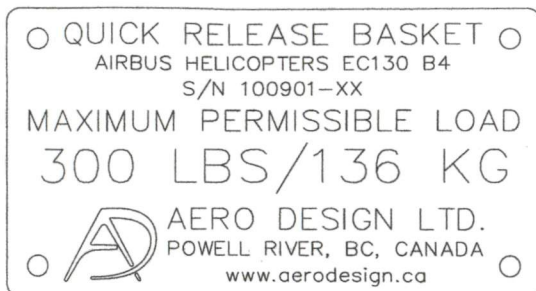 QUICK RELEASE BASKET
AIRBUS HELICOPTERS EC130 B4
S/N 100901-XX
MAXIMUM PERMISSIBLE LOAD
300 LBS/136 KG
AERO DESIGN LTD.
POWELL RIVER, BC, CANADA
www.aerodesign.ca